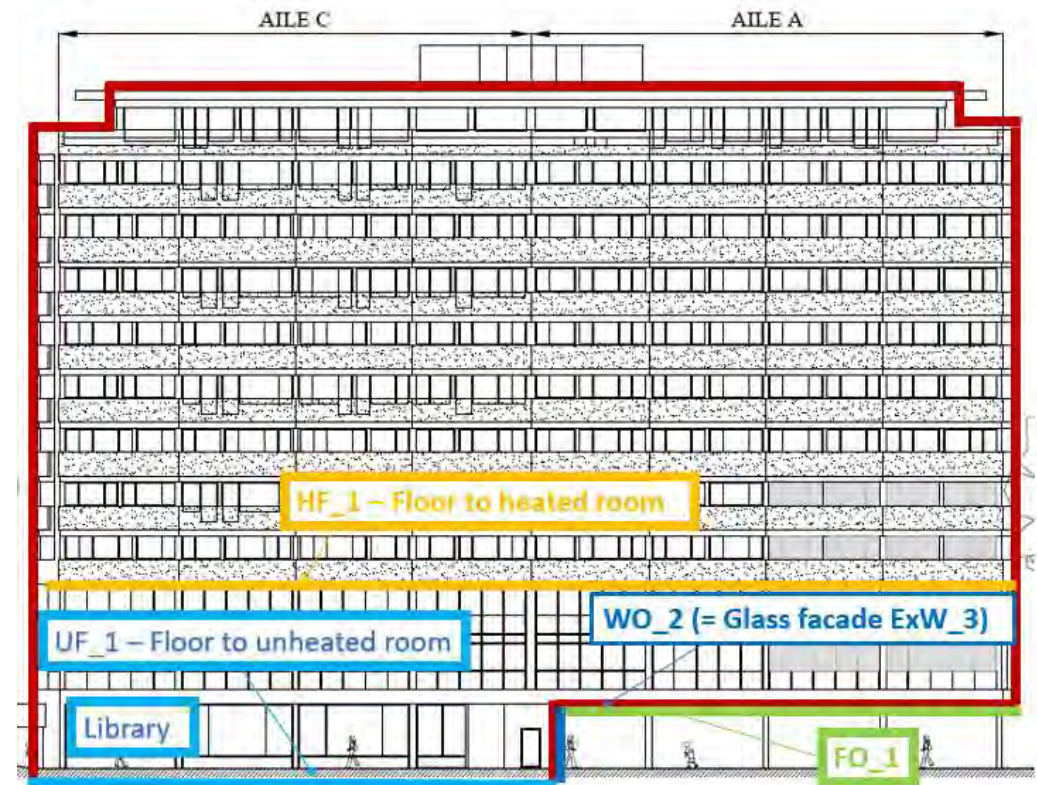 AILE C
AILE A
HF_1 – Floor to heated room
WO_2 (= Glass facade ExW_3)
UF_1 – Floor to unheated room
Library
FO_1